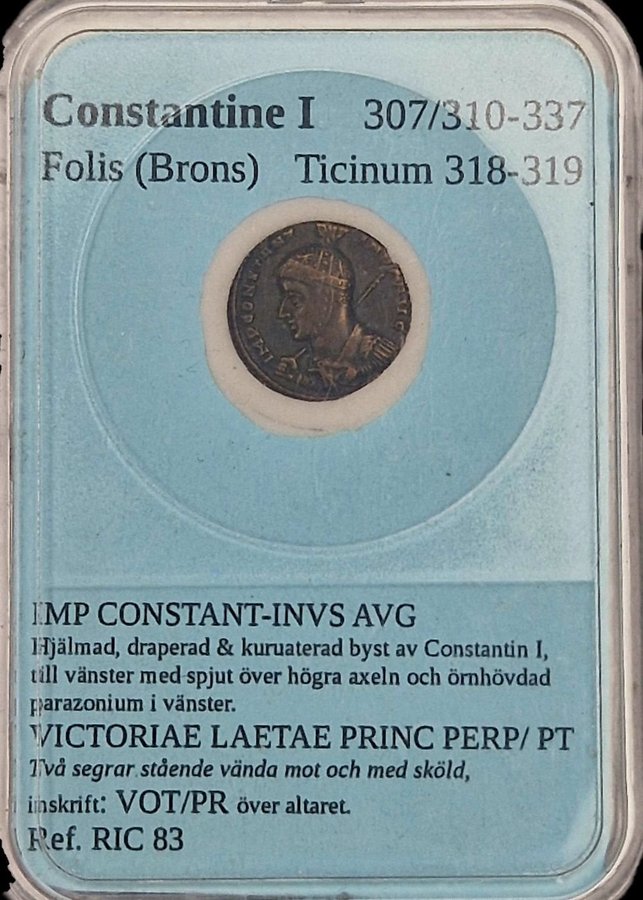 Constantine I 307/310-337
Folis (Brons) Ticinum 318-319
IMP CONSTANT-INVS AVG
Hjälmad, draperad & kuruaterad byst av Constantin I,
till vänster med spjut över högra axeln och örnhövdad
parazonium i vänster.
VICTORIAE LAETAE PRINC PERP/ PT
Två segrar stående vända mot och med sköld,
inskrift: VOT/PR över altaret.
Ref. RIC 83